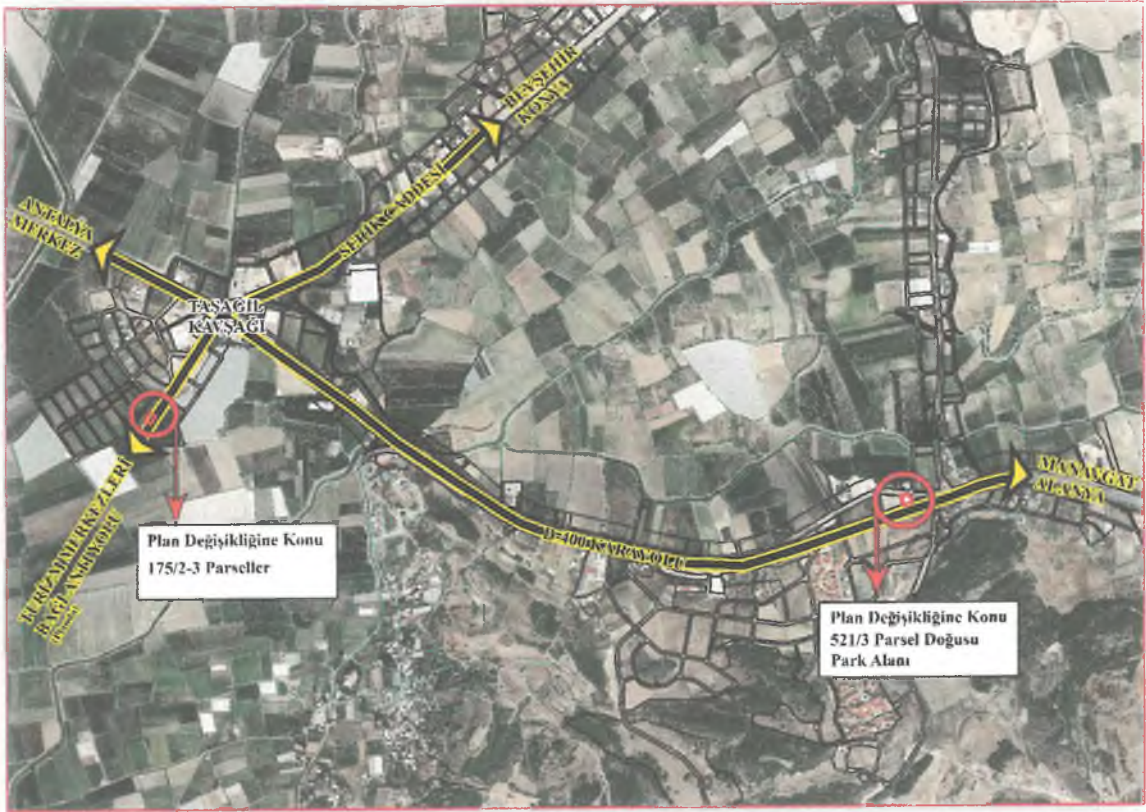 BEYŞEHİR
KONYA
SERİK CADDESİ
ANTALYA
MERKEZ
TAŞAĞIL
KAVŞAĞI
TURİZM MERKEZLERİ
BAĞLANTI YOLU
Plan Değişikliğine Konu
175/2-3 Parseller
D-400 KARAYOLU
MANAVGAT
ALANYA
Plan Değişikliğine Konu
521/3 Parsel Doğusu
Park Alanı